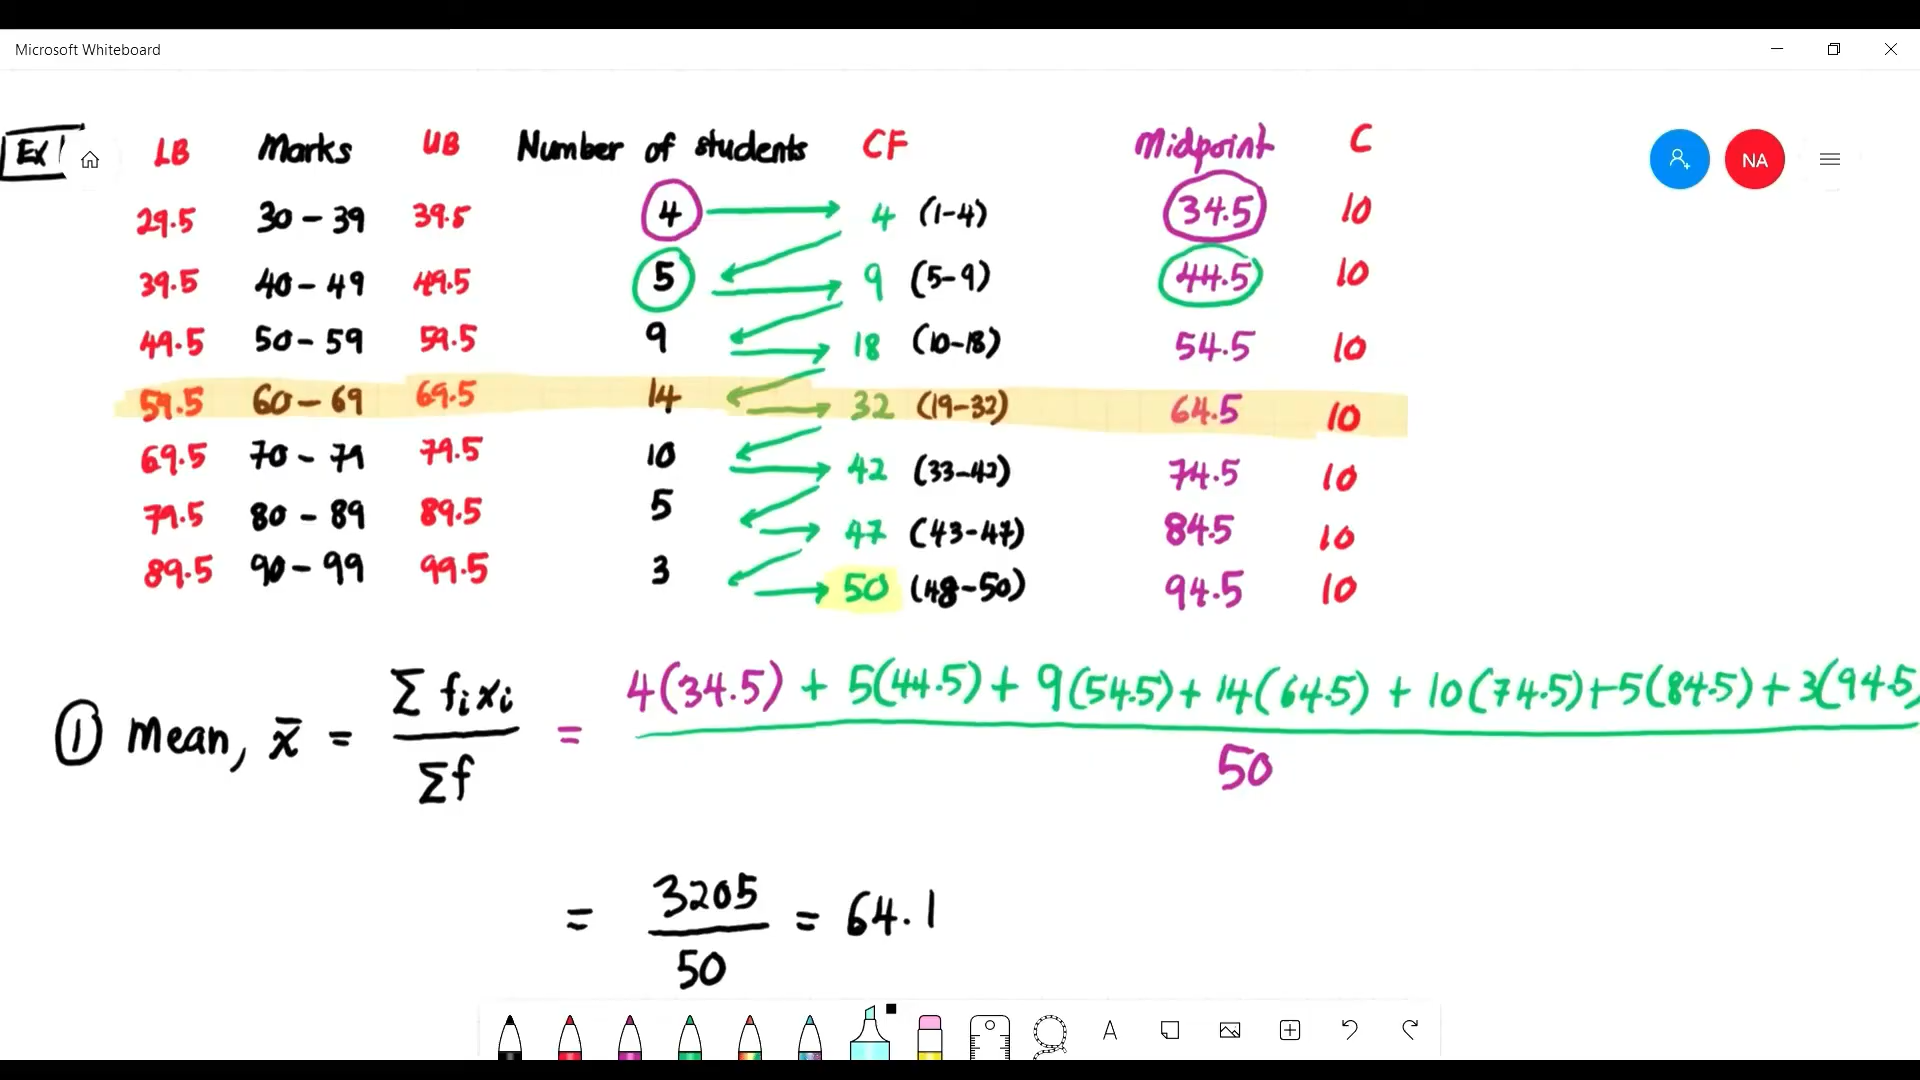 Microsoft Whiteboard
Ex1 LB Marks UB Number of students CF Midpoint C
29.5 30 - 39 39.5 4 4 (1-4) 34.5 10
39.5 40 - 49 49.5 5 9 (5-9) 44.5 10
49.5 50 - 59 59.5 9 18 (10-18) 54.5 10
59.5 60 - 69 69.5 14 32 (19-32) 64.5 10
69.5 70 - 79 79.5 10 42 (33-42) 74.5 10
79.5 80 - 89 89.5 5 47 (43-47) 84.5 10
89.5 90 - 99 99.5 3 50 (48-50) 94.5 10
NA
① Mean, x̄ = Σ fᵢxᵢ / Σf = 4(34.5) + 5(44.5) + 9(54.5) + 14(64.5) + 10(74.5) + 5(84.5) + 3(94.5) / 50
= 3205 / 50 = 64.1
A